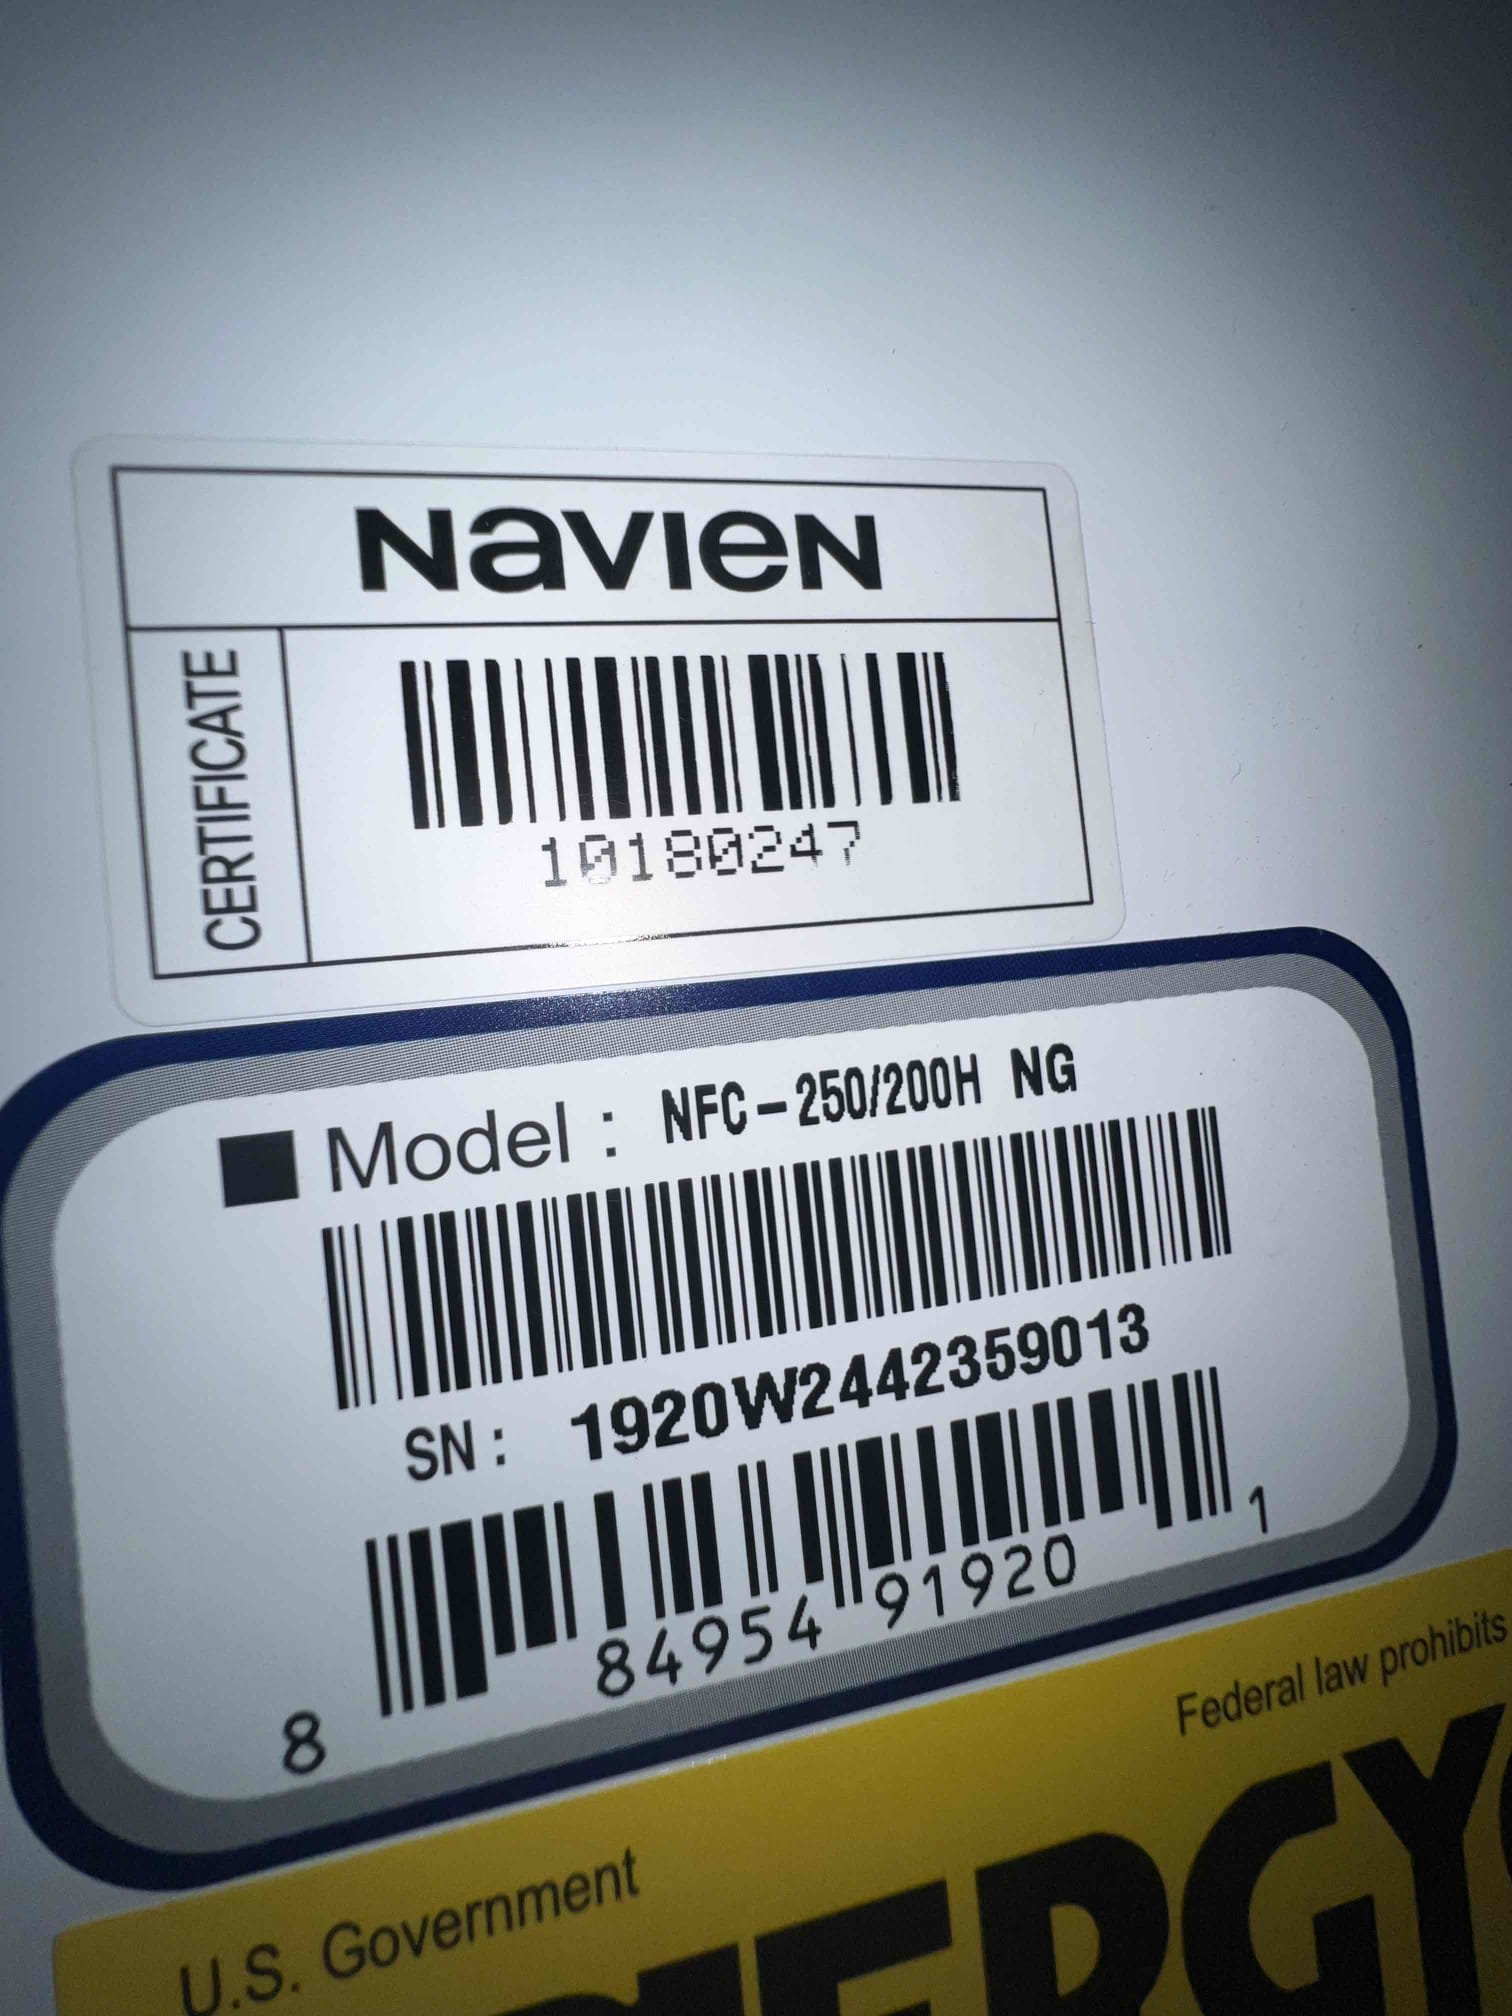 NAVIEN
CERTIFICATE
10180247
Model : NFC-250/200H NG
SN: 1920W2442359013
8 84954 91920 1
Federal law prohibits
U.S. Government